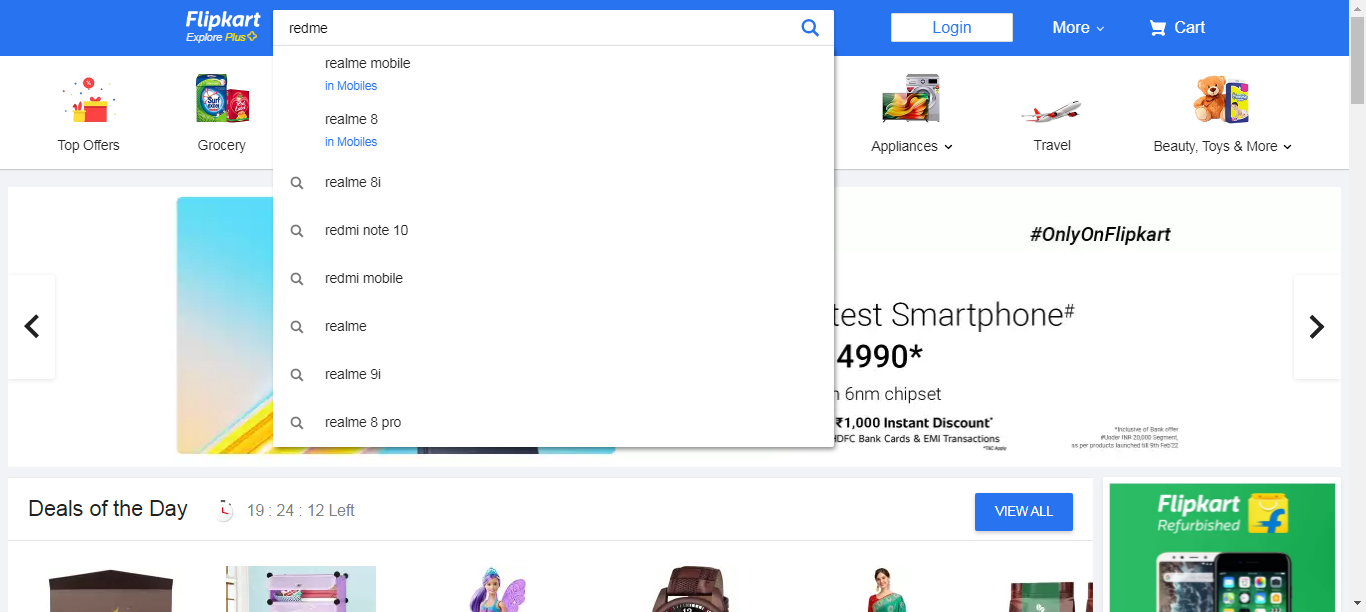 Flipkart
Explore Plus
redme
Login
More
Cart
realme mobile
in Mobiles
realme 8
in Mobiles
realme 8i
redmi note 10
redmi mobile
realme
realme 9i
realme 8 pro
Top Offers
Grocery
Appliances
Travel
Beauty, Toys & More
Surf excel
#OnlyOnFlipkart
test Smartphone#
4990*
6nm chipset
₹1,000 Instant Discount*
HDFC Bank Cards & EMI Transactions
*T&C Apply
*Inclusive of Bank offer
#Under INR 20,000 Segment,
as per products launched till 9th Feb'22
Deals of the Day
19 : 24 : 12 Left
VIEW ALL
Flipkart
Refurbished